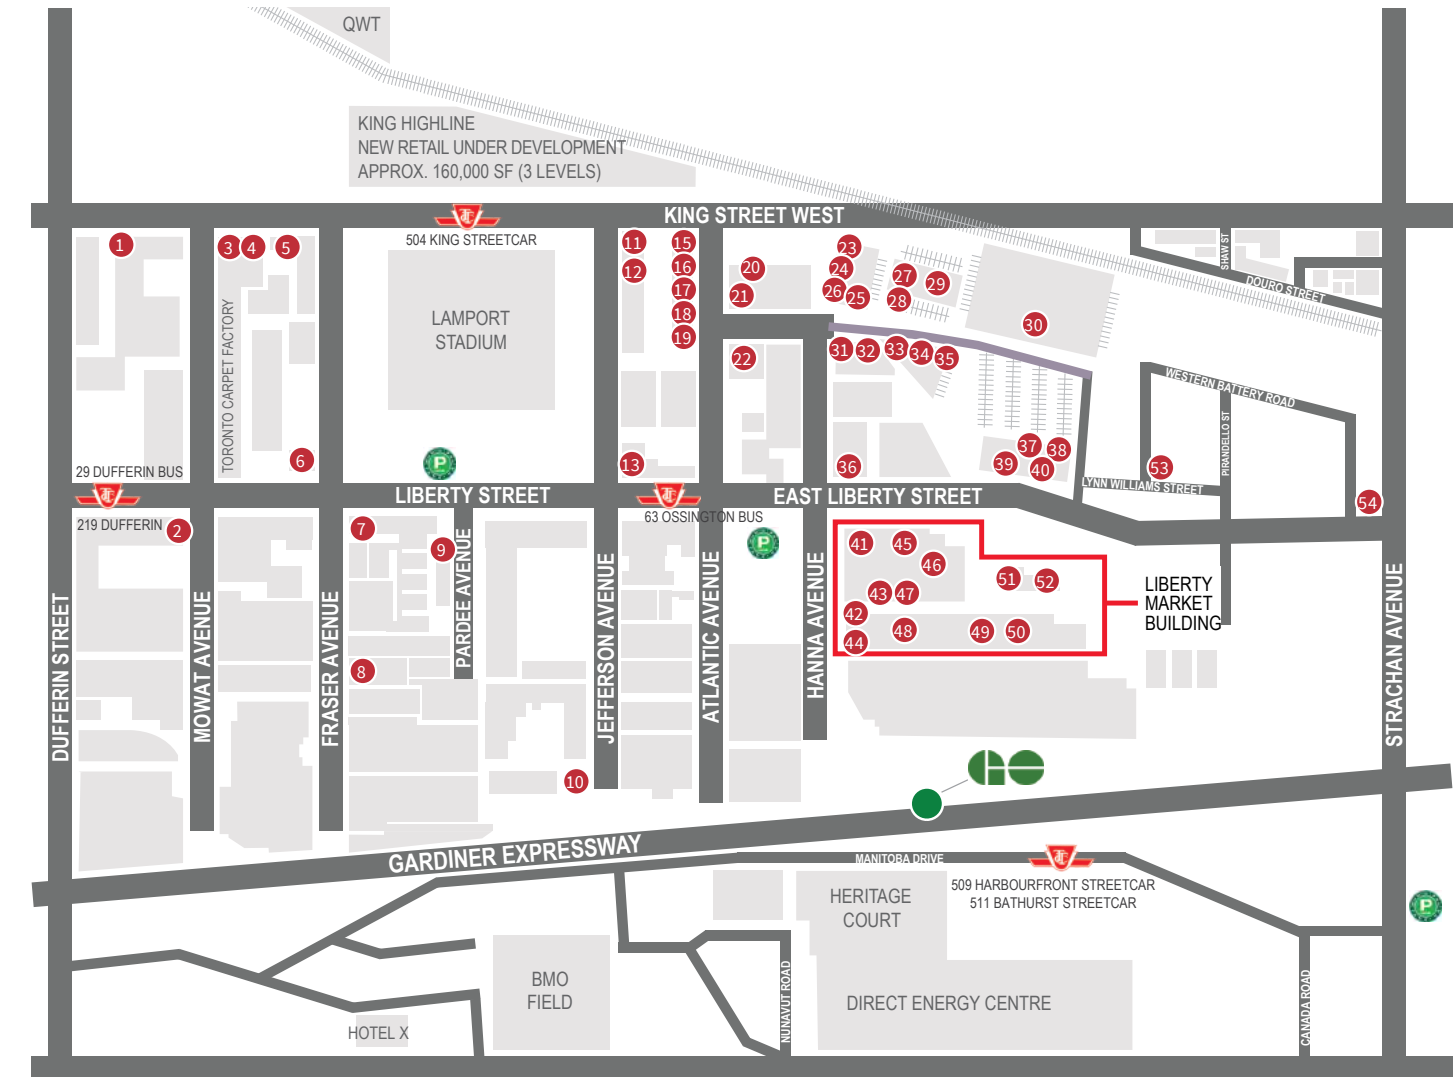 QWT
KING HIGHLINE
NEW RETAIL UNDER DEVELOPMENT
APPROX. 160,000 SF (3 LEVELS)
KING STREET WEST
504 KING STREETCAR
1
3
4
5
11
12
15
16
17
18
19
20
21
22
23
24
26
25
27
28
29
30
SHAW ST
DOURO STREET
LAMPORT
STADIUM
TORONTO CARPET FACTORY
31
32
33
34
35
WESTERN BATTERY ROAD
PIRANDELLO ST
6
P
13
36
37
38
39
40
53
LYNN WILLIAMS STREET
54
29 DUFFERIN BUS
LIBERTY STREET
EAST LIBERTY STREET
219 DUFFERIN
2
63 OSSINGTON BUS
7
9
P
41
45
46
51
52
43
47
42
44
48
49
50
LIBERTY
MARKET
BUILDING
8
10
DUFFERIN STREET
MOWAT AVENUE
FRASER AVENUE
PARDEE AVENUE
JEFFERSON AVENUE
ATLANTIC AVENUE
HANNA AVENUE
STRACHAN AVENUE
GO
GARDINER EXPRESSWAY
MANITOBA DRIVE
509 HARBOURFRONT STREETCAR
511 BATHURST STREETCAR
P
HERITAGE
COURT
BMO
FIELD
DIRECT ENERGY CENTRE
NUNAVUT ROAD
CANADA ROAD
HOTEL X